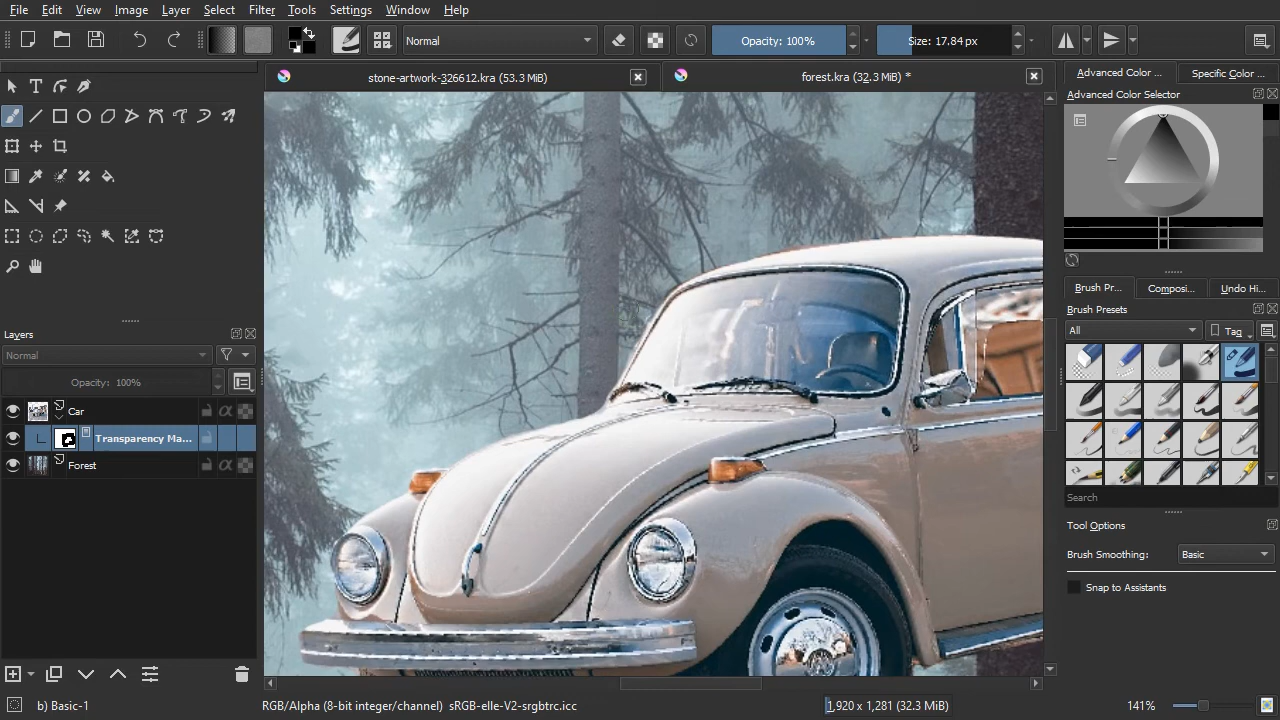 File Edit View Image Layer Select Filter Tools Settings Window Help
Normal
Opacity: 100%
Size: 17.84 px
stone-artwork-326612.kra (53.3 MiB)
forest.kra (32.3 MiB) *
Advanced Color ...
Specific Color ...
Advanced Color Selector
Brush Pr...
Composi...
Undo Hi...
Brush Presets
All
Tag
Search
Tool Options
Brush Smoothing:
Basic
Snap to Assistants
Layers
Normal
Opacity: 100%
Car
Transparency Ma...
Forest
b) Basic-1
RGB/Alpha (8-bit integer/channel) sRGB-elle-V2-srgbtrc.icc
1,920 x 1,281 (32.3 MiB)
141%